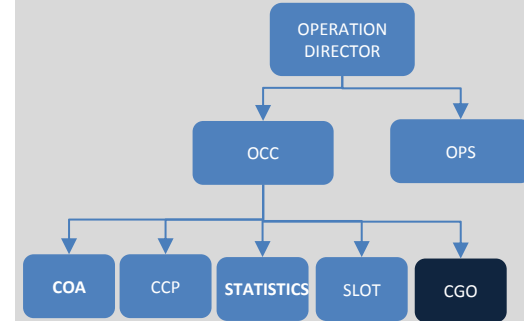 OPERATION
DIRECTOR
OCC
OPS
COA
CCP
STATISTICS
SLOT
CGO